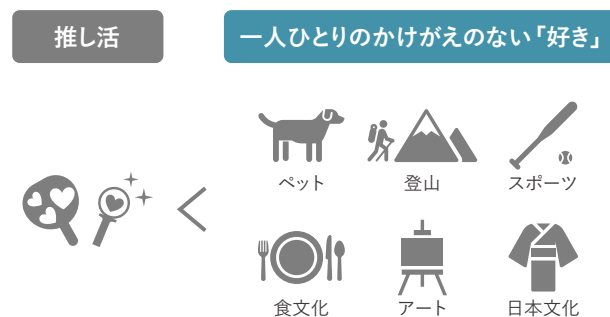 推し活
一人ひとりのかけがえのない「好き」
<
ペット
登山
スポーツ
食文化
アート
日本文化